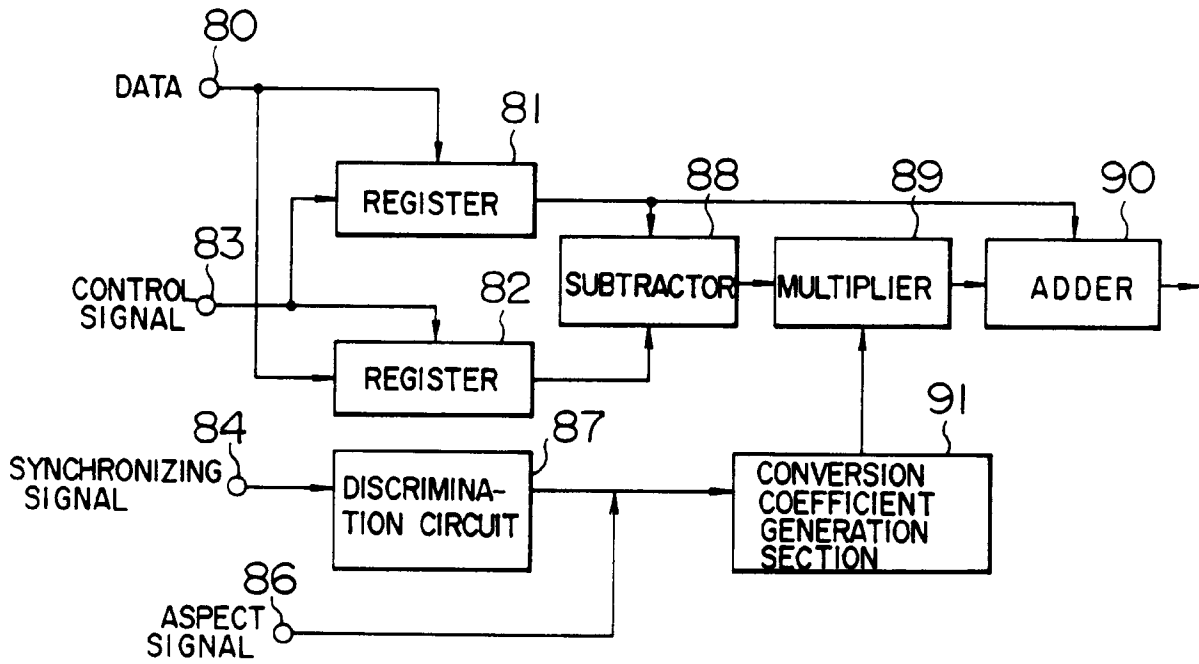 80
DATA
81
REGISTER
88
89
90
83
CONTROL
SIGNAL
82
SUBTRACTOR
MULTIPLIER
ADDER
REGISTER
84
87
91
SYNCHRONIZING
SIGNAL
DISCRIMINA-
TION CIRCUIT
CONVERSION
COEFFICIENT
GENERATION
SECTION
86
ASPECT
SIGNAL